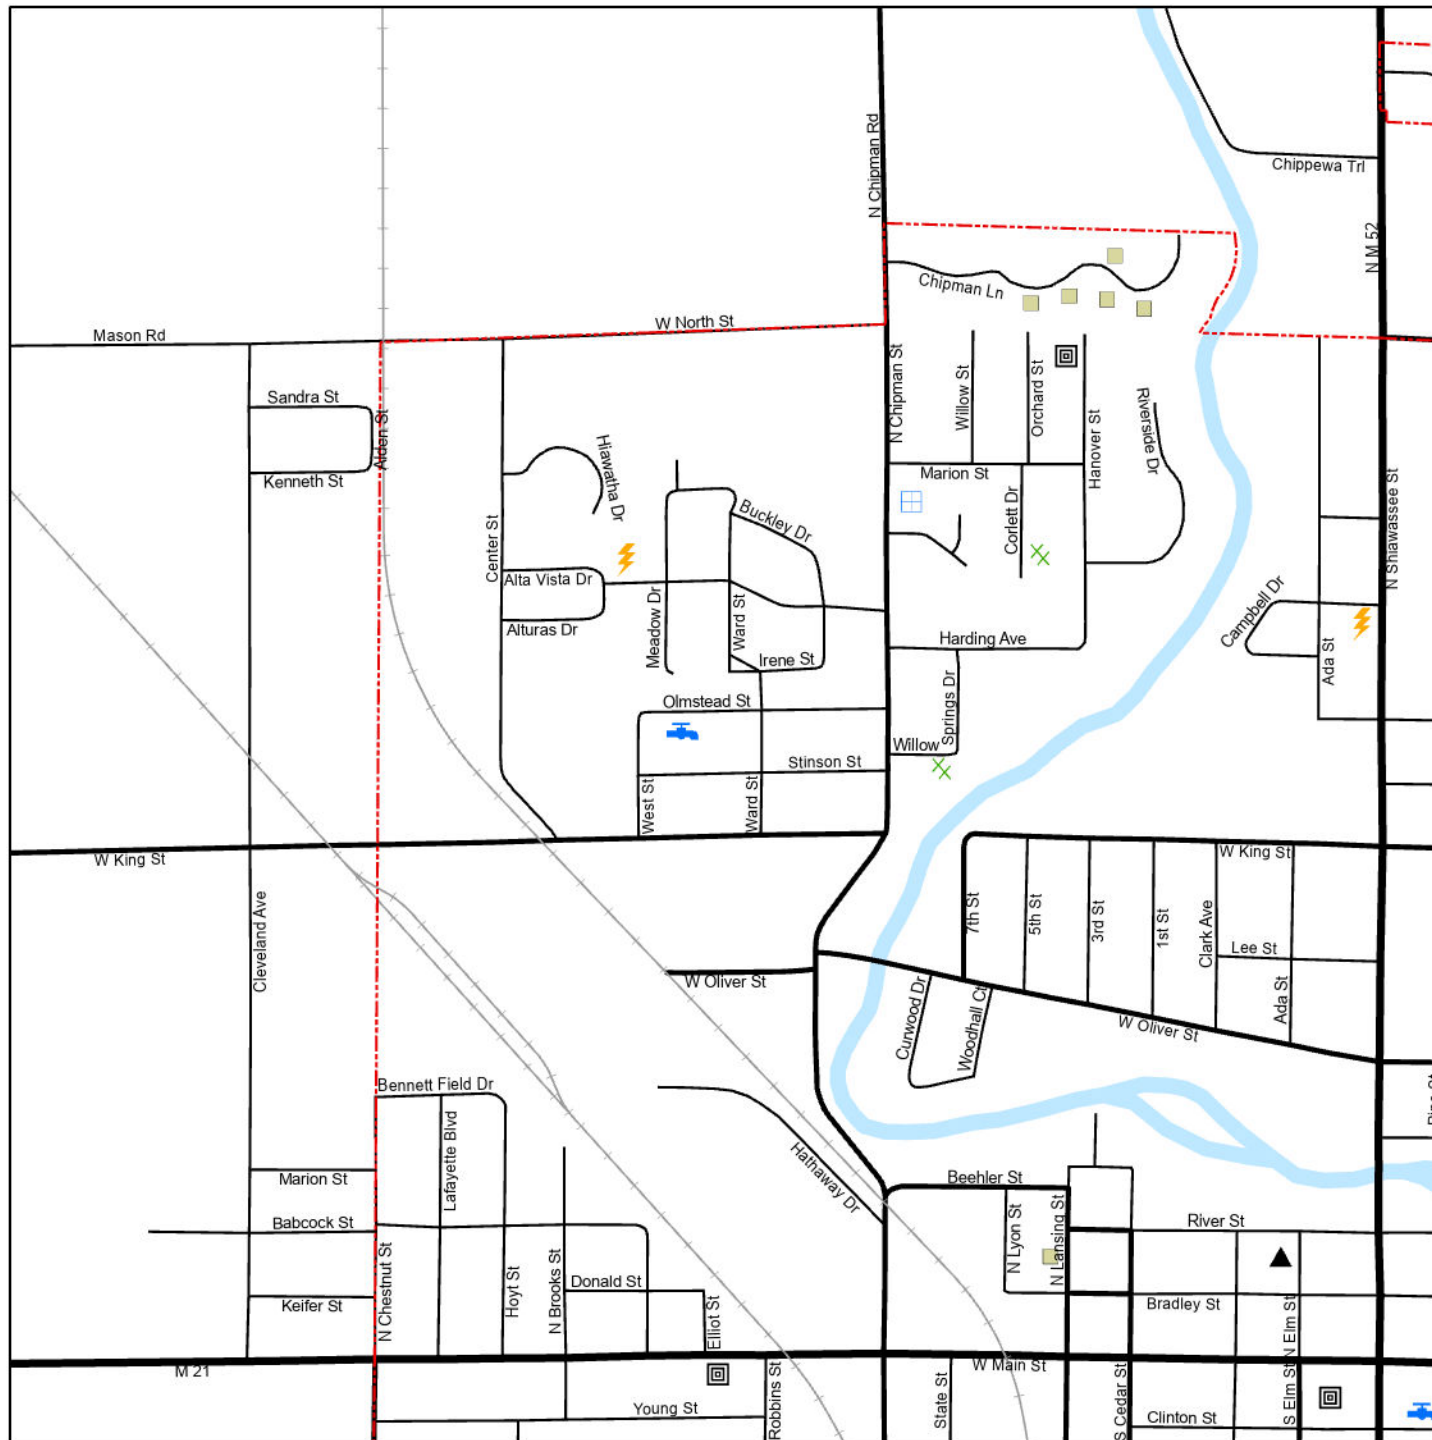 N Chipman Rd
Chippewa Trl
N M 52
Chipman Ln
W North St
Mason Rd
Sandra St
Alden St
Kenneth St
Hiawatha Dr
N Chipman St
Willow St
Orchard St
Hanover St
Riverside Dr
Marion St
Corlett Dr
Buckley Dr
Center St
N Shiawassee St
Alta Vista Dr
Alturas Dr
Meadow Dr
Ward St
Irene St
Harding Ave
Campbell Dr
Ada St
Olmstead St
Willow
Springs Dr
Stinson St
West St
Ward St
W King St
W King St
Cleveland Ave
7th St
5th St
3rd St
1st St
Clark Ave
Lee St
Ada St
W Oliver St
Curwood Dr
Woodhall Ct
W Oliver St
Bennett Field Dr
Lafayette Blvd
Hathaway Dr
Marion St
Babcock St
Beehler St
N Lyon St
N Lansing St
River St
N Chestnut St
Hoyt St
N Brooks St
Donald St
Keifer St
Elliot St
Bradley St
N Elm St
M 21
W Main St
Young St
Robbins St
State St
S Cedar St
Clinton St
S Elm St